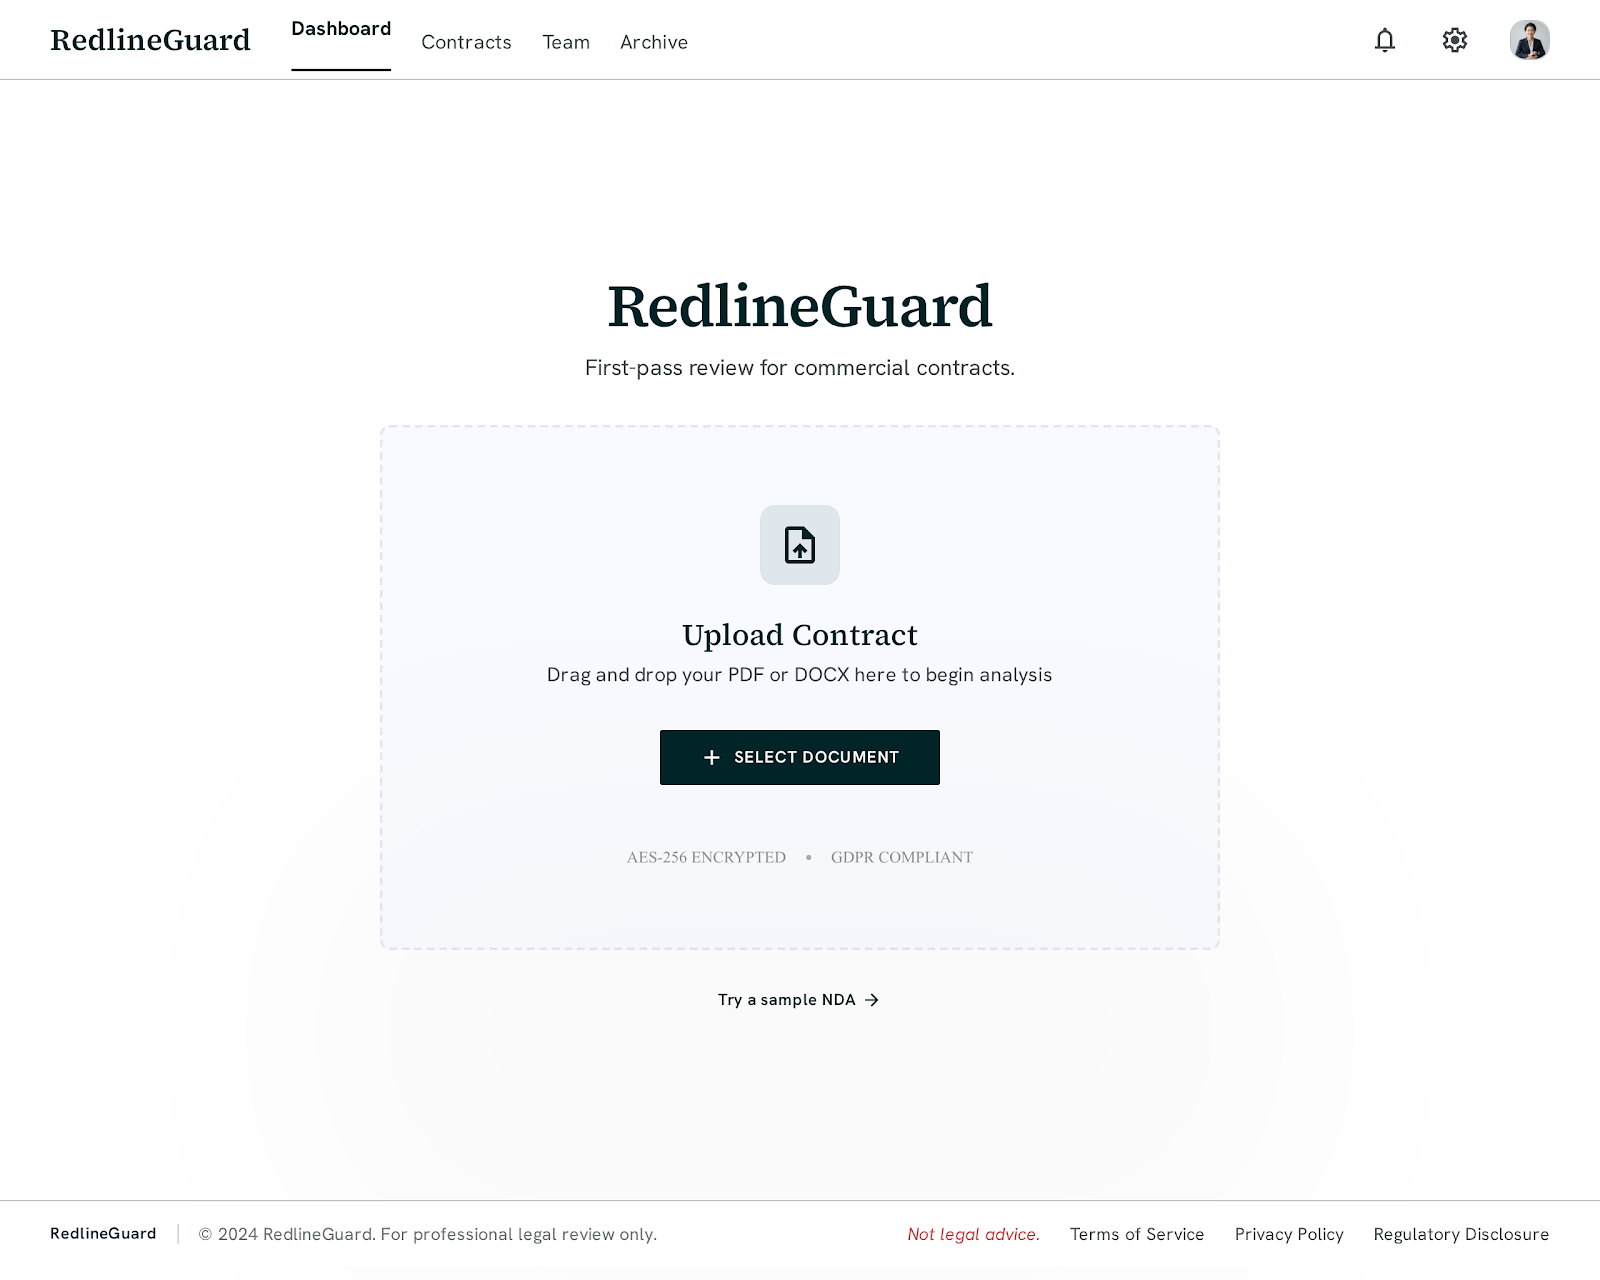 RedlineGuard
Dashboard
Contracts
Team
Archive
RedlineGuard
First-pass review for commercial contracts.
Upload Contract
Drag and drop your PDF or DOCX here to begin analysis
SELECT DOCUMENT
AES-256 ENCRYPTED • GDPR COMPLIANT
Try a sample NDA →
RedlineGuard
© 2024 RedlineGuard. For professional legal review only.
Not legal advice.
Terms of Service
Privacy Policy
Regulatory Disclosure